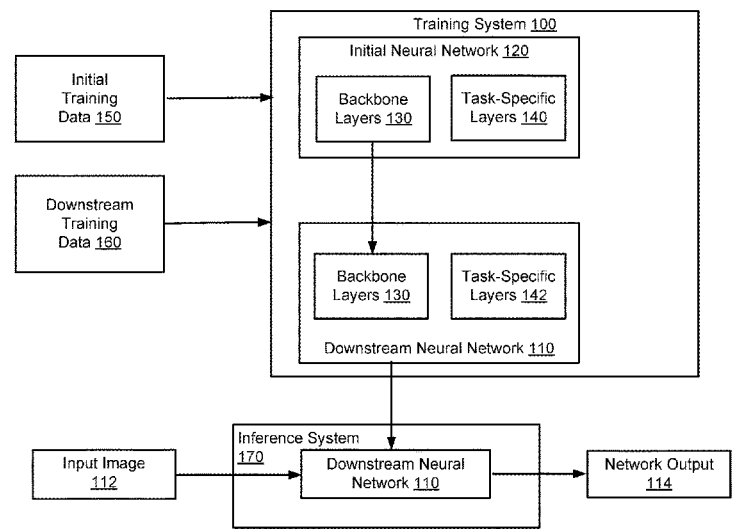 Training System 100
Initial Neural Network 120
Initial
Training
Data 150
Backbone
Layers 130
Task-Specific
Layers 140
Downstream
Training
Data 160
Backbone
Layers 130
Task-Specific
Layers 142
Downstream Neural Network 110
Inference System
170
Input Image
112
Downstream Neural
Network 110
Network Output
114